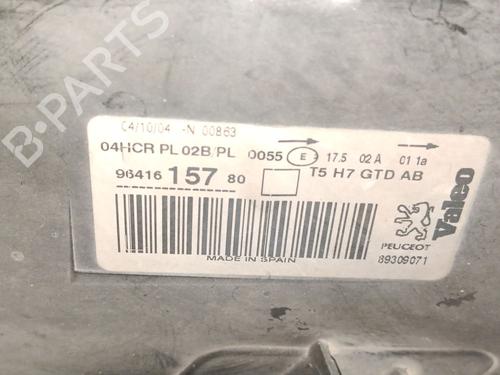 B-PARTS
04/10/04 -N 00863
04HCR PL 02B/PL 0055 E 17.5 02 A 01 1a
96416 157 80 T5 H7 GTD AB
PEUGEOT
Valeo
MADE IN SPAIN
89309071